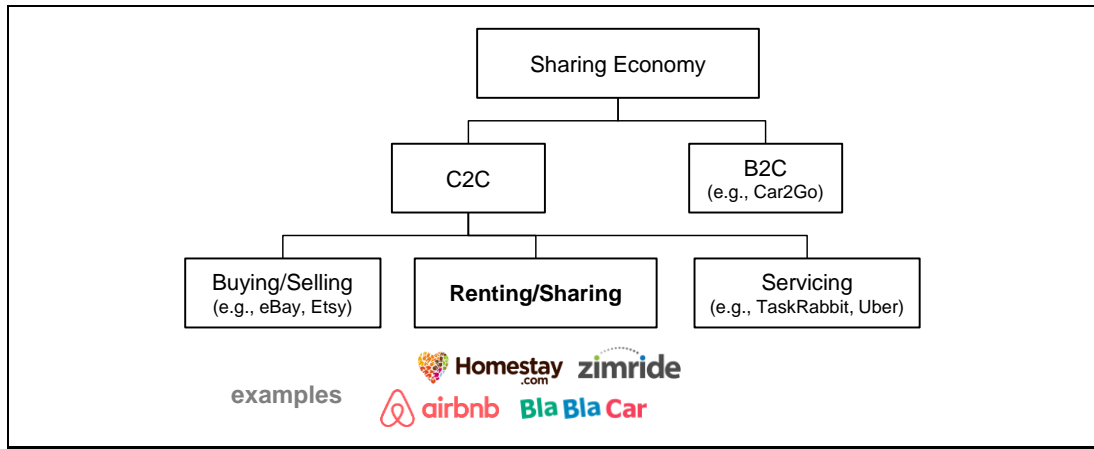 Sharing Economy
C2C
B2C
(e.g., Car2Go)
Buying/Selling
(e.g., eBay, Etsy)
Renting/Sharing
Servicing
(e.g., TaskRabbit, Uber)
examples
Homestay
.com
zimride
airbnb
BlaBlaCar